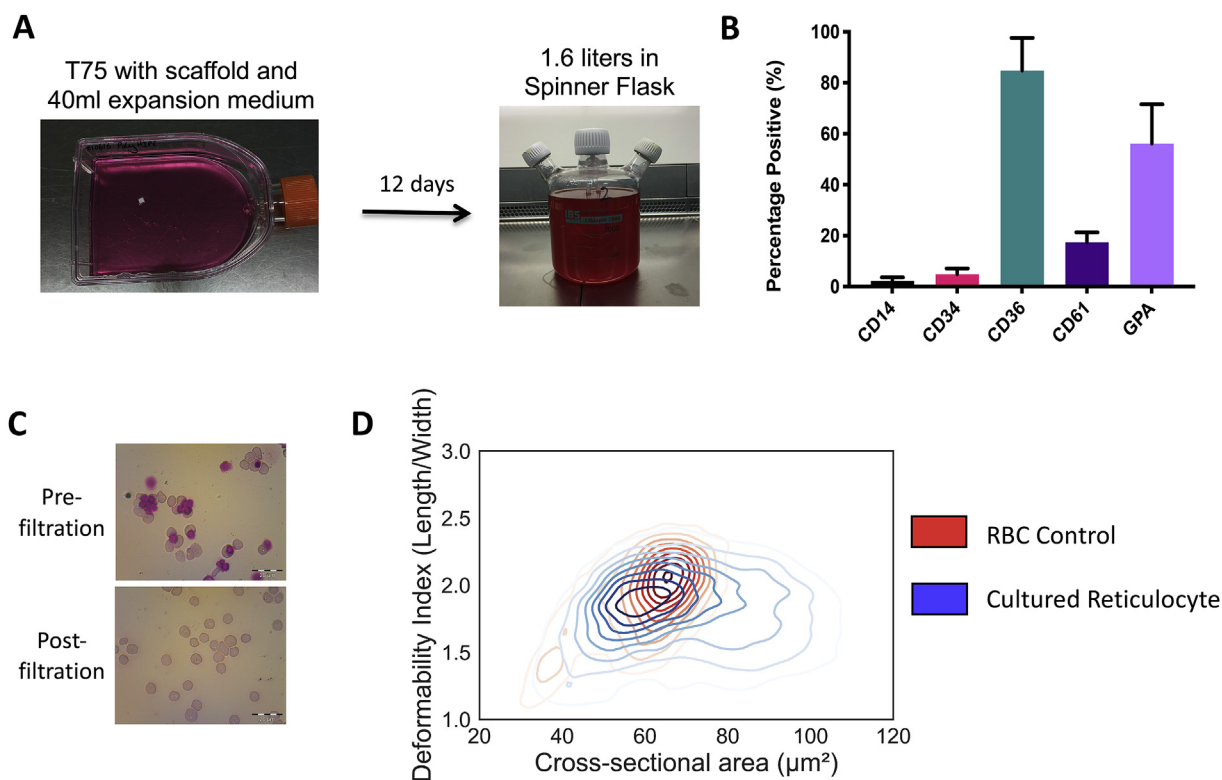 A
T75 with scaffold and
40ml expansion medium
12 days
1.6 liters in
Spinner Flask
IBS
B
Percentage Positive (%)
100
80
60
40
20
0
CD14
CD34
CD36
CD61
GPA
C
Pre-
filtration
Post-
filtration
D
Deformability Index (Length/Width)
3.0
2.5
2.0
1.5
1.0
20
40
60
80
100
120
Cross-sectional area (µm²)
RBC Control
Cultured Reticulocyte